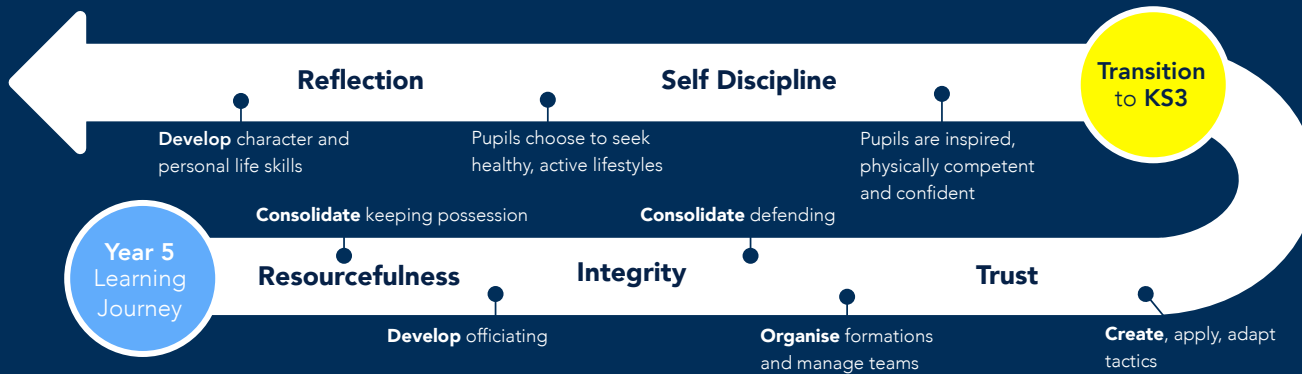 Reflection
Self Discipline
Transition
to KS3
Develop character and
personal life skills
Pupils choose to seek
healthy, active lifestyles
Pupils are inspired,
physically competent
and confident
Consolidate keeping possession
Consolidate defending
Year 5
Learning
Journey
Resourcefulness
Integrity
Trust
Develop officiating
Organise formations
and manage teams
Create, apply, adapt
tactics